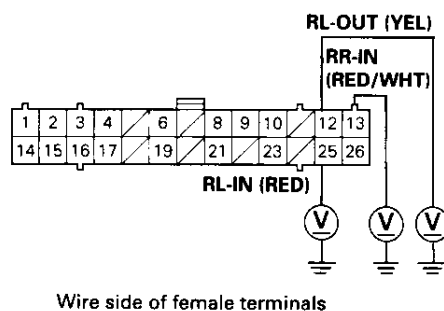 RL-OUT (YEL)
RR-IN
(RED/WHT)
1 2 3 4 6 8 9 10 12 13
14 15 16 17 19 21 23 25 26
RL-IN (RED)
V V V
Wire side of female terminals